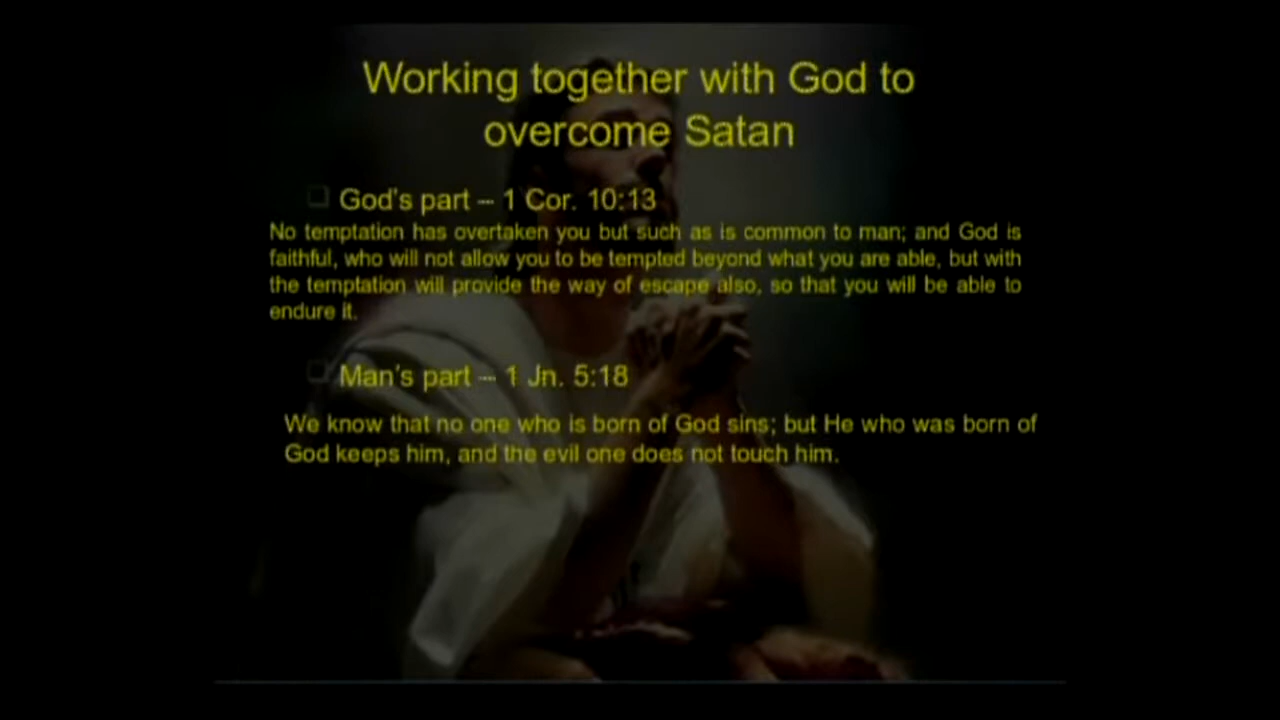 Working together with God to
overcome Satan
God's part -- 1 Cor. 10:13
No temptation has overtaken you but such as is common to man; and God is
faithful, who will not allow you to be tempted beyond what you are able, but with
the temptation will provide the way of escape also, so that you will be able to
endure it.
Man's part -- 1 Jn. 5:18
We know that no one who is born of God sins; but He who was born of
God keeps him, and the evil one does not touch him.